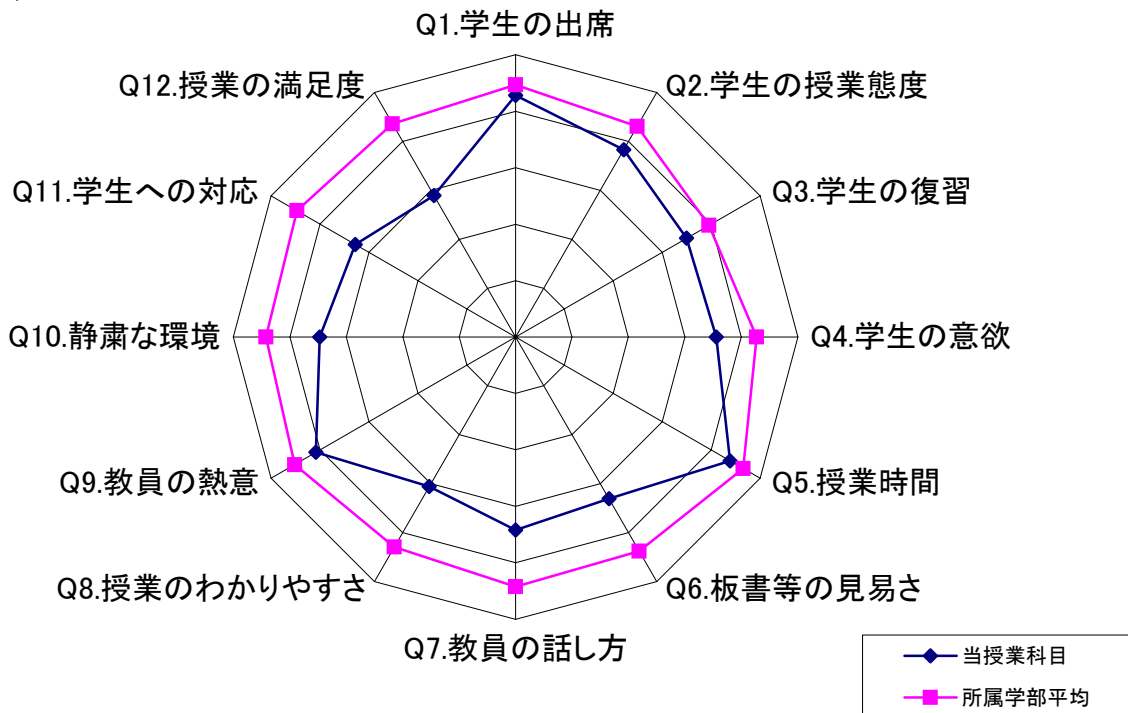 Q1.学生の出席
Q2.学生の授業態度
Q3.学生の復習
Q4.学生の意欲
Q5.授業時間
Q6.板書等の見易さ
Q7.教員の話し方
Q8.授業のわかりやすさ
Q9.教員の熱意
Q10.静粛な環境
Q11.学生への対応
Q12.授業の満足度
当授業科目
所属学部平均